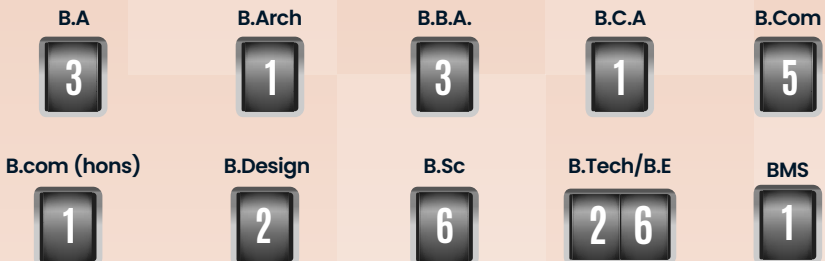 B.A B.Arch B.B.A. B.C.A B.Com
3 1 3 1 5
B.com (hons) B.Design B.Sc B.Tech/B.E BMS
1 2 6 26 1